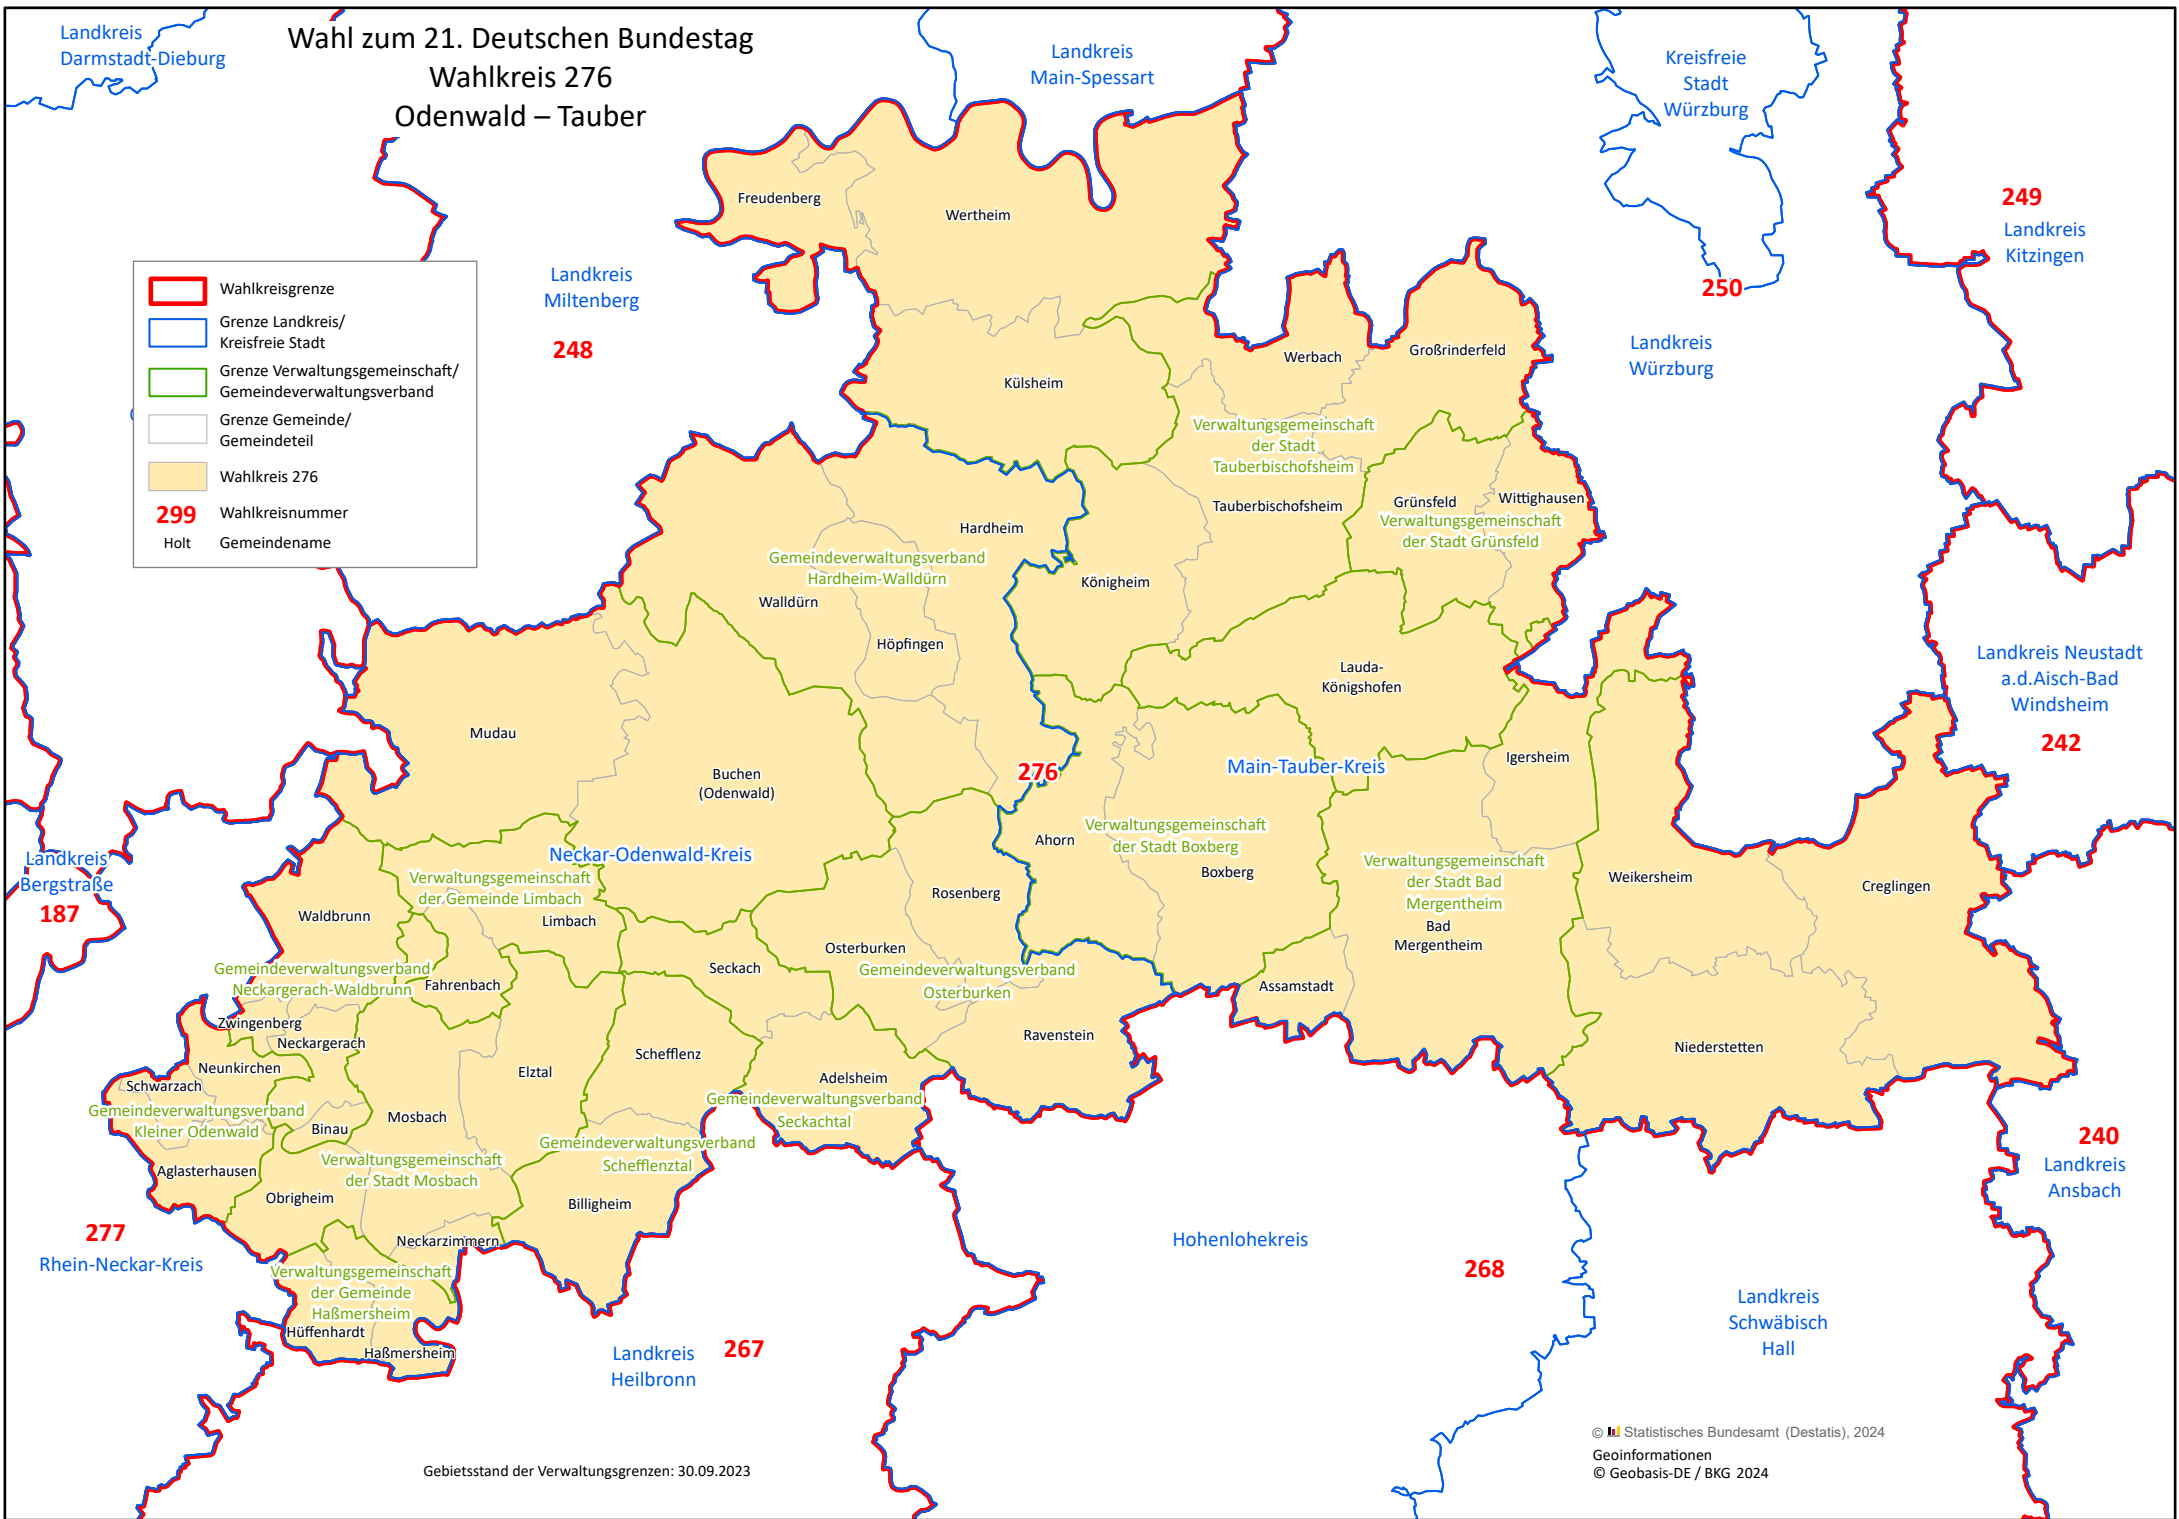 Wahl zum 21. Deutschen Bundestag
Wahlkreis 276
Odenwald – Tauber
Landkreis
Darmstadt-Dieburg
Landkreis
Main-Spessart
Kreisfreie
Stadt
Würzburg
249
Landkreis
Kitzingen
250
Landkreis
Würzburg
Landkreis
Miltenberg
248
Wahlkreisgrenze
Grenze Landkreis/
Kreisfreie Stadt
Grenze Verwaltungsgemeinschaft/
Gemeindeverwaltungsverband
Grenze Gemeinde/
Gemeindeteil
Wahlkreis 276
299 Wahlkreisnummer
Holt Gemeindename
Freudenberg
Wertheim
Külsheim
Werbach
Großrinderfeld
Verwaltungsgemeinschaft
der Stadt
Tauberbischofsheim
Tauberbischofsheim
Grünsfeld
Wittighausen
Verwaltungsgemeinschaft
der Stadt Grünsfeld
Hardheim
Gemeindeverwaltungsverband
Hardheim-Walldürn
Walldürn
Höpfingen
Königheim
Lauda-
Königshofen
Landkreis Neustadt
a.d.Aisch-Bad
Windsheim
242
Mudau
Buchen
(Odenwald)
276
Main-Tauber-Kreis
Igersheim
Ahorn
Verwaltungsgemeinschaft
der Stadt Boxberg
Boxberg
Verwaltungsgemeinschaft
der Stadt Bad
Mergentheim
Bad
Mergentheim
Weikersheim
Creglingen
Landkreis
Bergstraße
187
Neckar-Odenwald-Kreis
Verwaltungsgemeinschaft
der Gemeinde Limbach
Limbach
Waldbrunn
Rosenberg
Osterburken
Seckach
Gemeindeverwaltungsverband
Osterburken
Gemeindeverwaltungsverband
Neckargerach-Waldbrunn
Fahrenbach
Assamstadt
Zwingenberg
Neckargerach
Neunkirchen
Schwarzach
Gemeindeverwaltungsverband
Kleiner Odenwald
Binau
Mosbach
Elztal
Schefflenz
Ravenstein
Adelsheim
Gemeindeverwaltungsverband
Seckachtal
Niederstetten
Gemeindeverwaltungsverband
Schefflenztal
Verwaltungsgemeinschaft
der Stadt Mosbach
Aglasterhausen
Obrigheim
Billigheim
240
Landkreis
Ansbach
277
Rhein-Neckar-Kreis
Neckarzimmern
Verwaltungsgemeinschaft
der Gemeinde
Haßmersheim
Hüffenhardt
Haßmersheim
Hohenlohekreis
268
Landkreis
Schwäbisch
Hall
Landkreis
Heilbronn
267
Gebietsstand der Verwaltungsgrenzen: 30.09.2023
© Statistisches Bundesamt (Destatis), 2024
Geoinformationen
© Geobasis-DE / BKG 2024